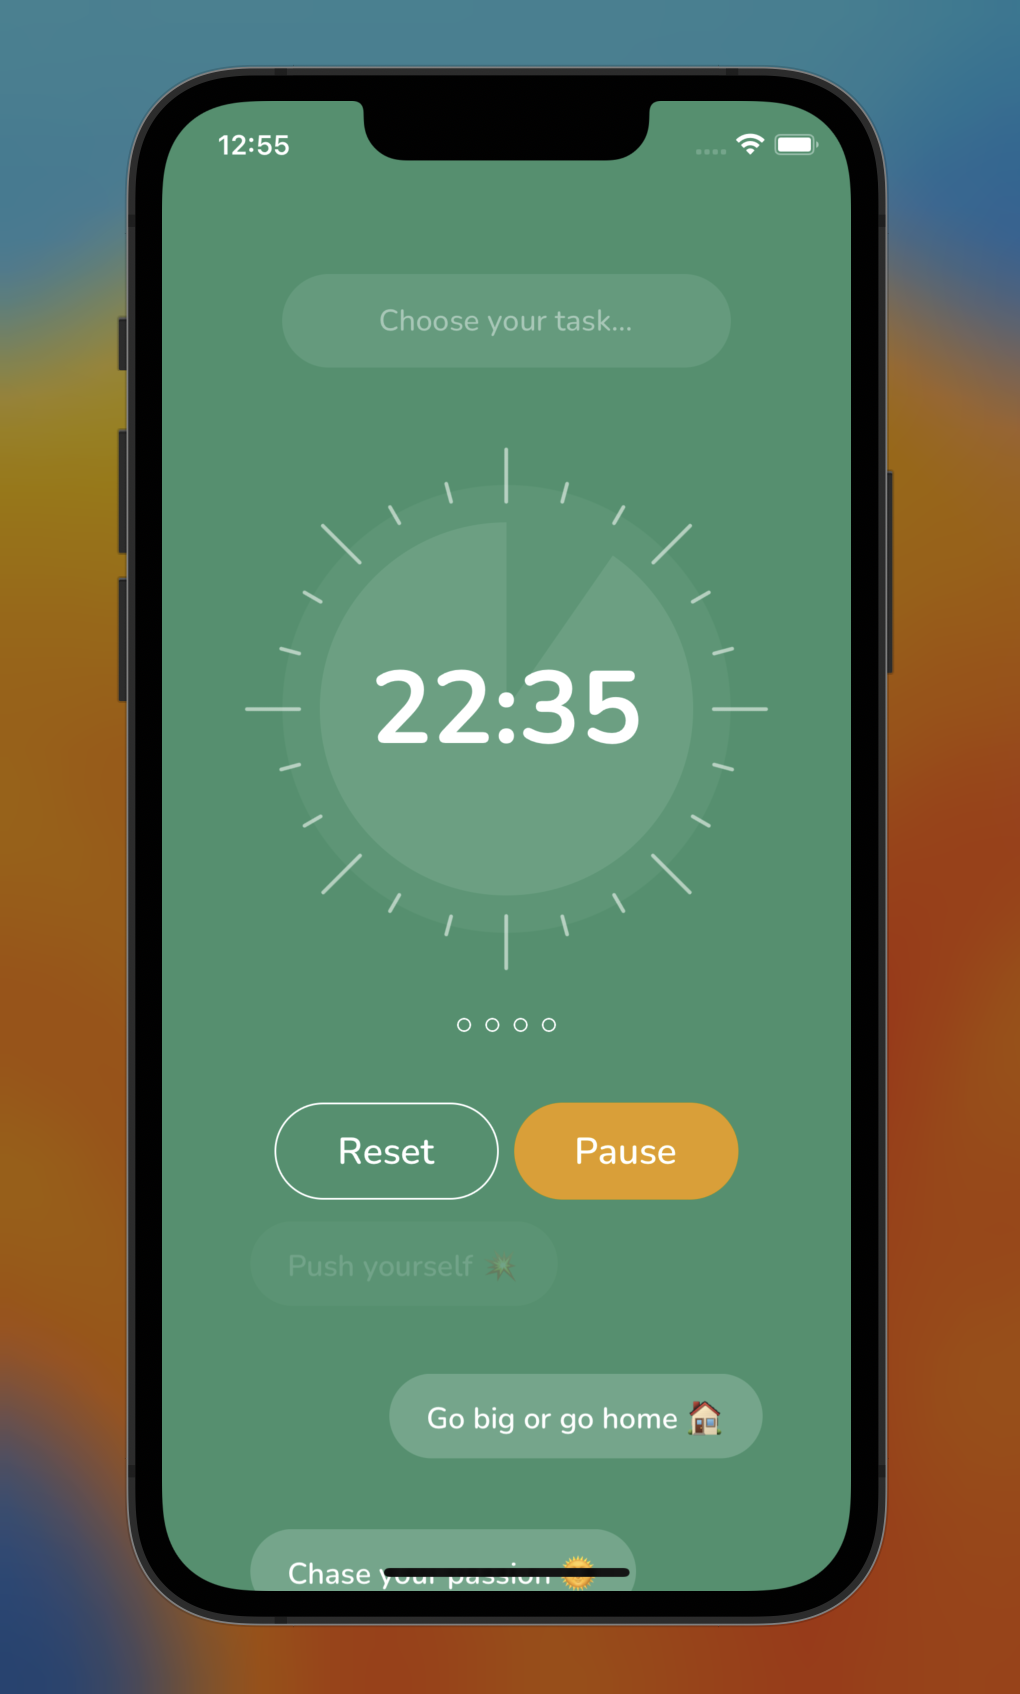 12:55
Choose your task...
22:35
Reset
Pause
Push yourself 💥
Go big or go home 🏠
Chase your passion 🌞